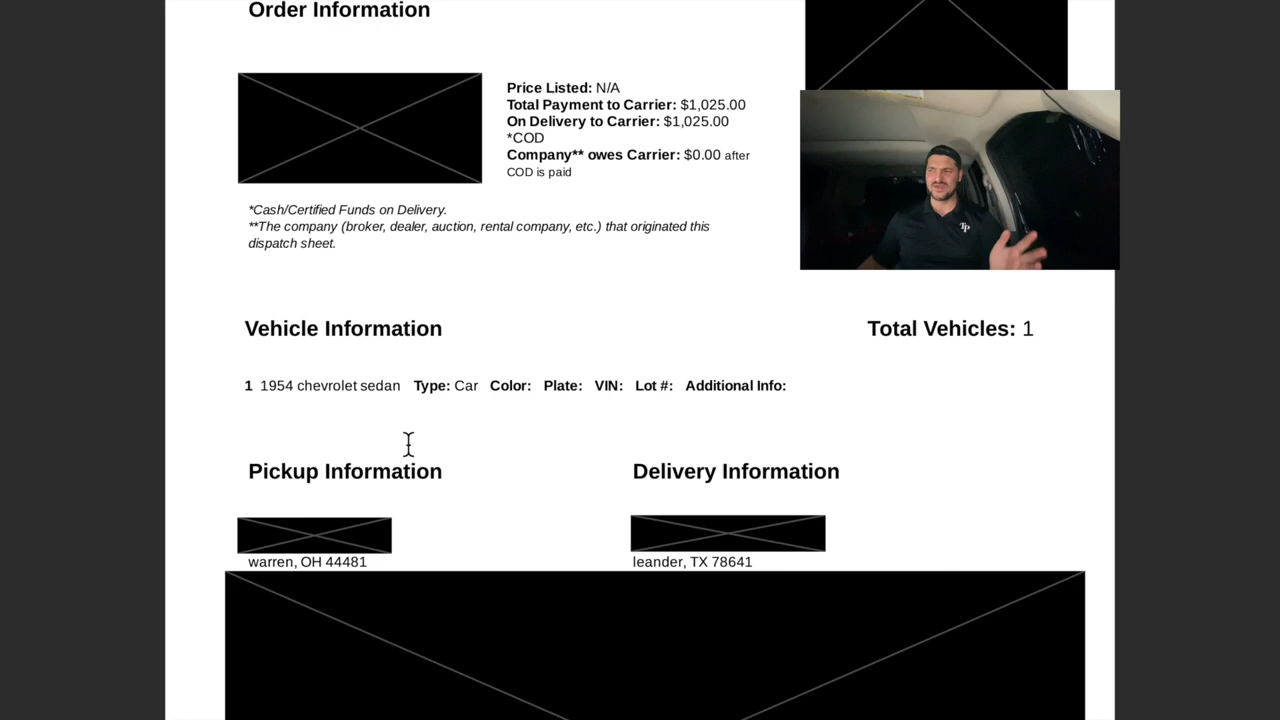 Order Information
Price Listed: N/A
Total Payment to Carrier: $1,025.00
On Delivery to Carrier: $1,025.00
*COD
Company** owes Carrier: $0.00 after
COD is paid
*Cash/Certified Funds on Delivery.
**The company (broker, dealer, auction, rental company, etc.) that originated this
dispatch sheet.
TP
Vehicle Information
Total Vehicles: 1
1 1954 chevrolet sedan Type: Car Color: Plate: VIN: Lot #: Additional Info:
Pickup Information
Delivery Information
warren, OH 44481
leander, TX 78641